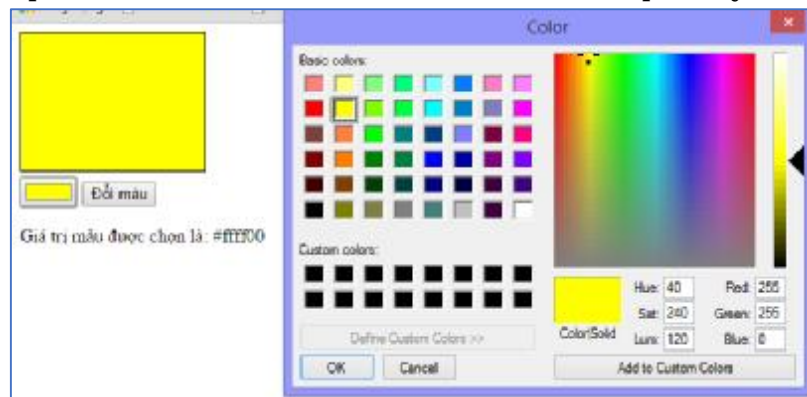 Color
Basic colors:
Đổi màu
Giá trị mầu được chọn là: #ffff00
Custom colors:
Hue: 40 Red: 255
Sat: 240 Green: 255
Color|Solid Lum: 120 Blue: 0
Define Custom Colors >>
OK Cancel Add to Custom Colors